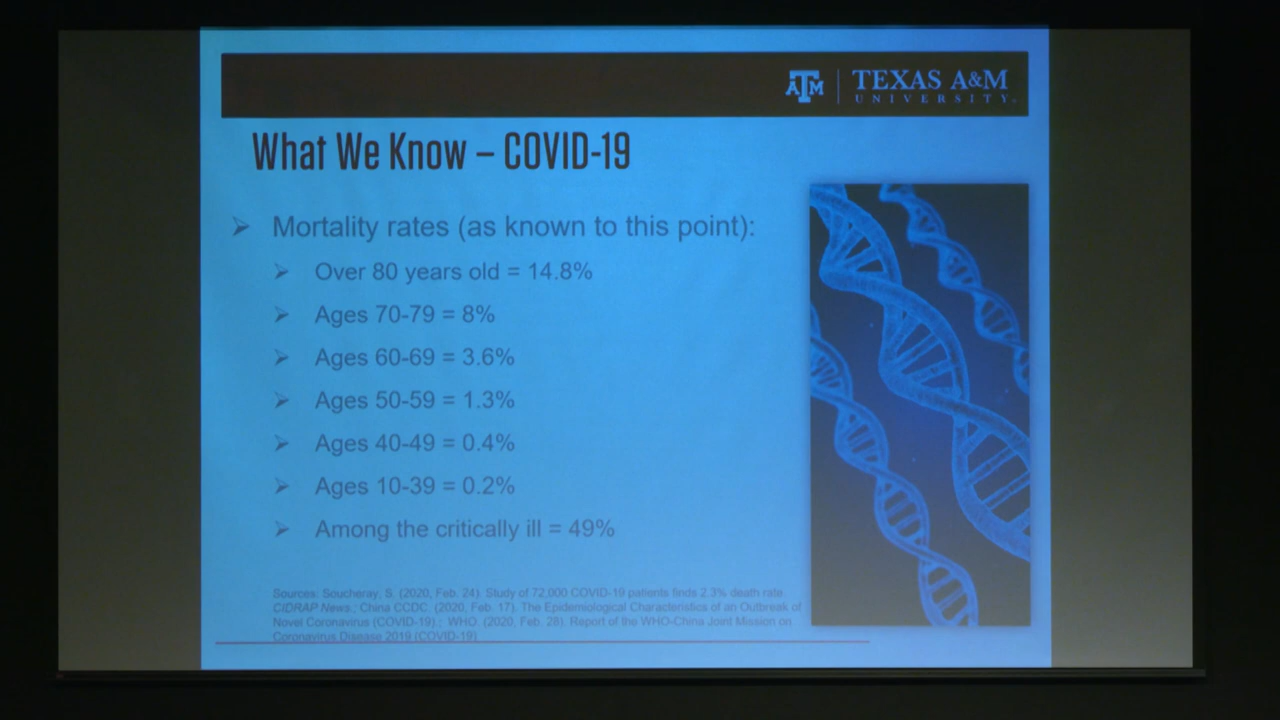 ATM | TEXAS A&M
UNIVERSITY
What We Know – COVID-19
Mortality rates (as known to this point):
Over 80 years old = 14.8%
Ages 70-79 = 8%
Ages 60-69 = 3.6%
Ages 50-59 = 1.3%
Ages 40-49 = 0.4%
Ages 10-39 = 0.2%
Among the critically ill = 49%
Sources: Soucheray, S. (2020, Feb. 24). Study of 72,000 COVID-19 patients finds 2.3% death rate.
CIDRAP News.; China CCDC. (2020, Feb. 17). The Epidemiological Characteristics of an Outbreak of
Novel Coronavirus (COVID-19).; WHO. (2020, Feb. 28). Report of the WHO-China Joint Mission on
Coronavirus Disease 2019 (COVID-19)